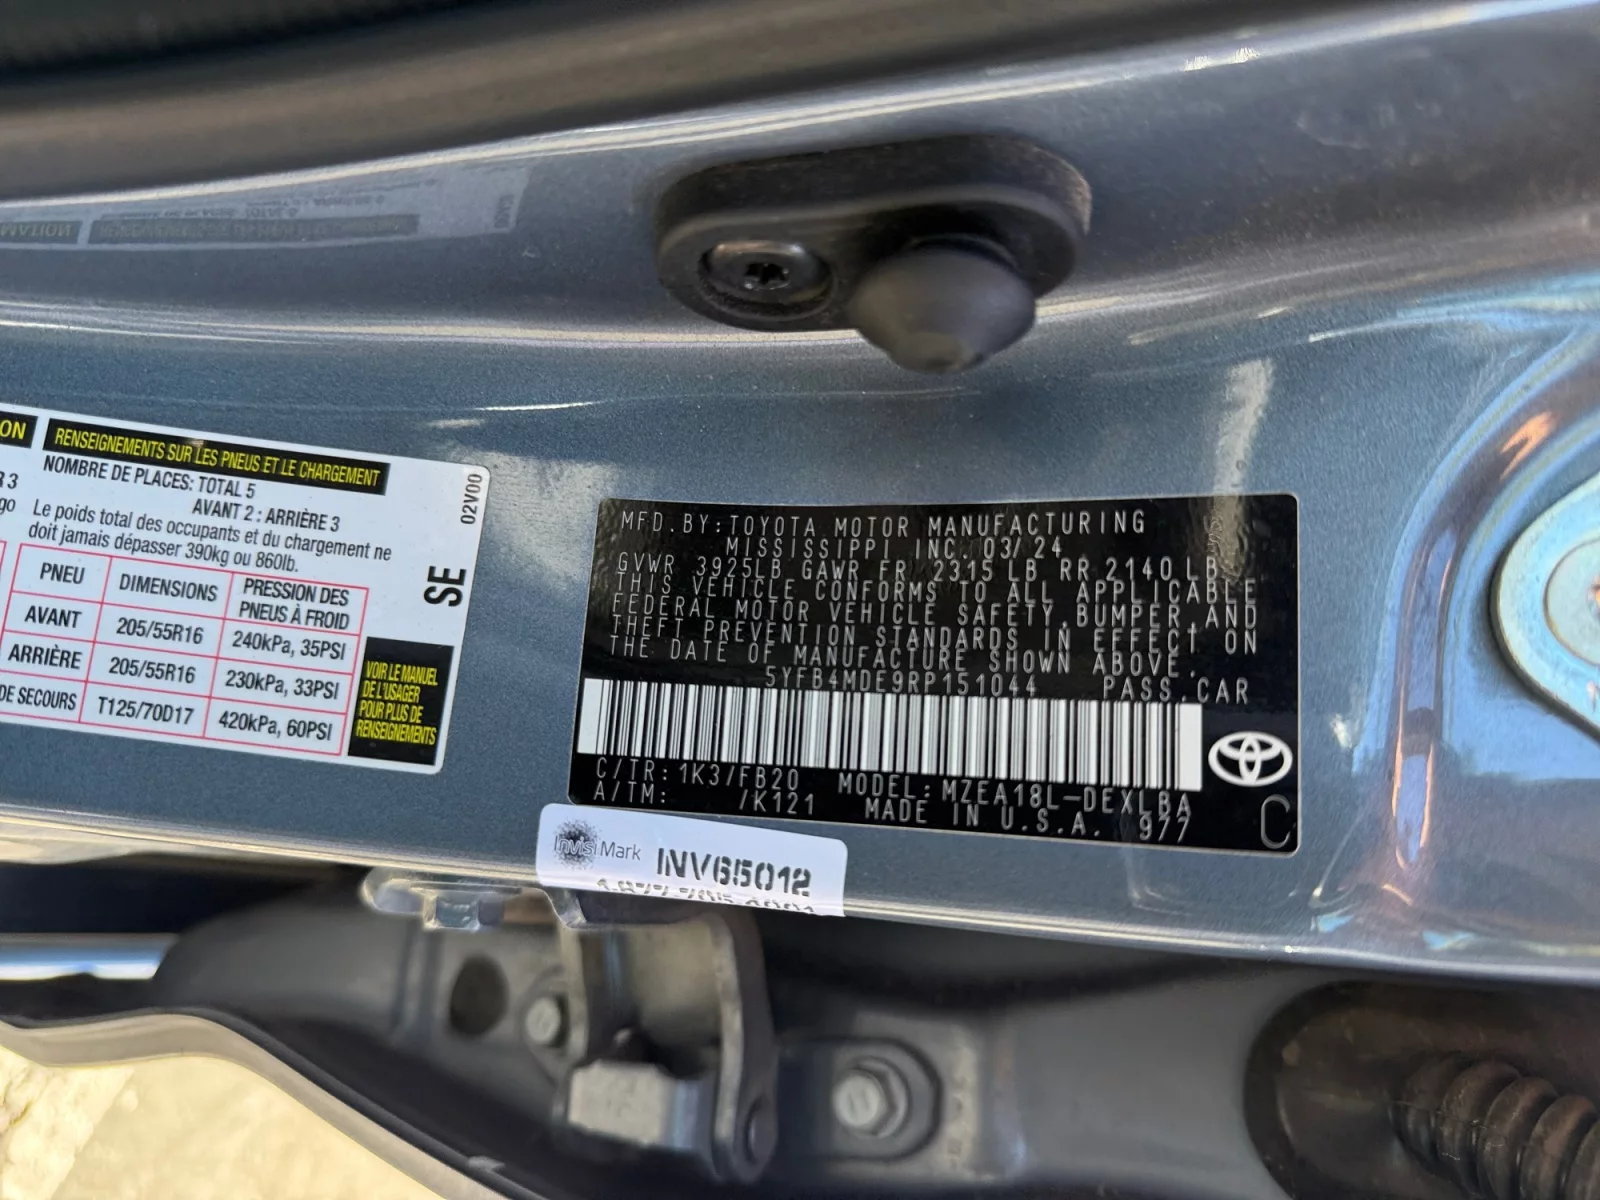 ON
RENSEIGNEMENTS SUR LES PNEUS ET LE CHARGEMENT
R 3
NOMBRE DE PLACES: TOTAL 5
AVANT 2 : ARRIÈRE 3
go
Le poids total des occupants et du chargement ne
doit jamais dépasser 390kg ou 860lb.
PNEU DIMENSIONS PRESSION DES PNEUS À FROID
AVANT 205/55R16 240kPa, 35PSI
ARRIÈRE 205/55R16 230kPa, 33PSI
DE SECOURS T125/70D17 420kPa, 60PSI
VOIR LE MANUEL
DE L'USAGER
POUR PLUS DE
RENSEIGNEMENTS
SE
02V00
MFD.BY:TOYOTA MOTOR MANUFACTURING
MISSISSIPPI INC. 03/24
GVWR 3925LB GAWR FR 2315 LB RR 2140 LB
THIS VEHICLE CONFORMS TO ALL APPLICABLE
FEDERAL MOTOR VEHICLE SAFETY,BUMPER,AND
THEFT PREVENTION STANDARDS IN EFFECT ON
THE DATE OF MANUFACTURE SHOWN ABOVE.
5YFB4MDE9RP151044 PASS.CAR
C/TR:1K3/FB20 MODEL:MZEA18L-DEXLBA
A/TM: /K121 MADE IN U.S.A. 977
C
InvisiMark INV65012